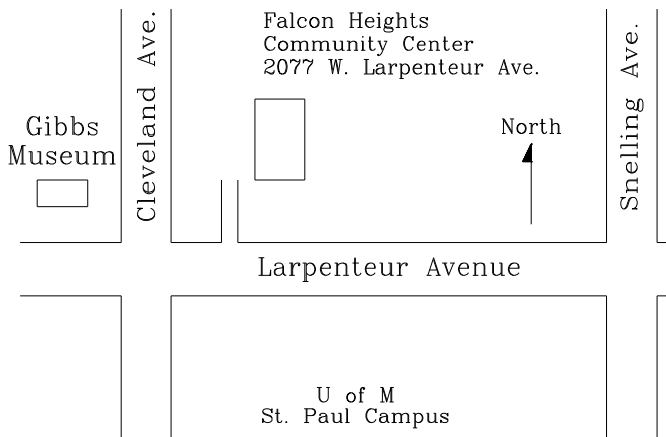 Falcon Heights
Community Center
2077 W. Larpenteur Ave.
Cleveland Ave.
Snelling Ave.
Gibbs
Museum
North
Larpenteur Avenue
U of M
St. Paul Campus